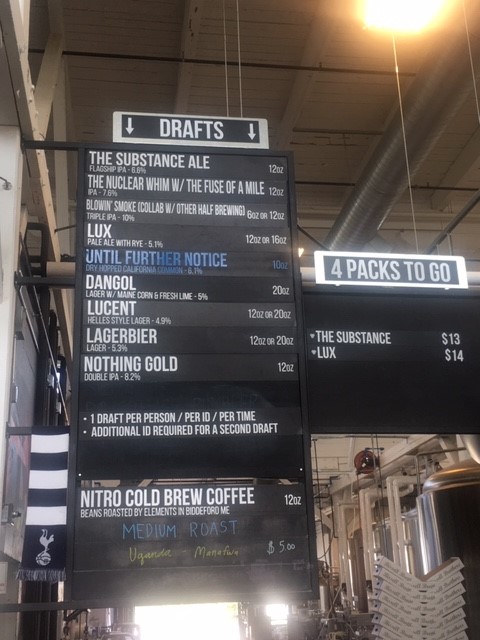 ↓ DRAFTS ↓
THE SUBSTANCE ALE
FLAGSHIP IPA - 6.6% 12OZ
THE NUCLEAR WHIM W/ THE FUSE OF A MILE 12OZ
IPA - 7.6%
BLOWIN' SMOKE (COLLAB W/ OTHER HALF BREWING) 6OZ OR 12OZ
TRIPLE IPA - 10%
LUX
PALE ALE WITH RYE - 5.1% 12OZ OR 16OZ
UNTIL FURTHER NOTICE 10OZ
DRY HOPPED CALIFORNIA COMMON - 6.7%
DANGOL 20OZ
LAGER W/ MAINE CORN & FRESH LIME - 5%
LUCENT 12OZ OR 20OZ
HELLES STYLE LAGER - 4.9%
LAGERBIER 12OZ OR 20OZ
LAGER - 5.3%
NOTHING GOLD 12OZ
DOUBLE IPA - 8.2%
• 1 DRAFT PER PERSON / PER ID / PER TIME
• ADDITIONAL ID REQUIRED FOR A SECOND DRAFT
NITRO COLD BREW COFFEE 12OZ
BEANS ROASTED BY ELEMENTS IN BIDDEFORD ME
MEDIUM ROAST
Uganda - $5.00
4 PACKS TO GO
THE SUBSTANCE $13
LUX $14